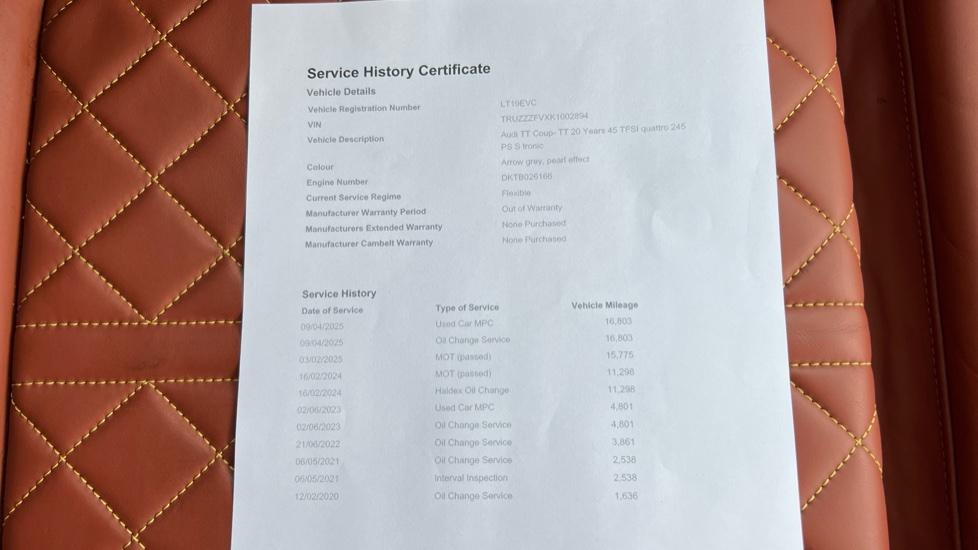 Service History Certificate
Vehicle Details
Vehicle Registration Number LT19EVC
VIN TRUZZZFVXK1002894
Vehicle Description Audi TT Coup- TT 20 Years 45 TFSI quattro 245
PS S tronic
Colour Arrow grey, pearl effect
Engine Number DKTB026166
Current Service Regime Flexible
Manufacturer Warranty Period Out of Warranty
Manufacturers Extended Warranty None Purchased
Manufacturer Cambelt Warranty None Purchased
Service History
Date of Service Type of Service Vehicle Mileage
09/04/2025 Used Car MPC 16,803
09/04/2025 Oil Change Service 16,803
03/02/2025 MOT (passed) 15,775
16/02/2024 MOT (passed) 11,298
16/02/2024 Haldex Oil Change 11,298
02/06/2023 Used Car MPC 4,801
02/06/2023 Oil Change Service 4,801
21/06/2022 Oil Change Service 3,861
06/05/2021 Oil Change Service 2,538
06/05/2021 Interval Inspection 2,538
12/02/2020 Oil Change Service 1,636